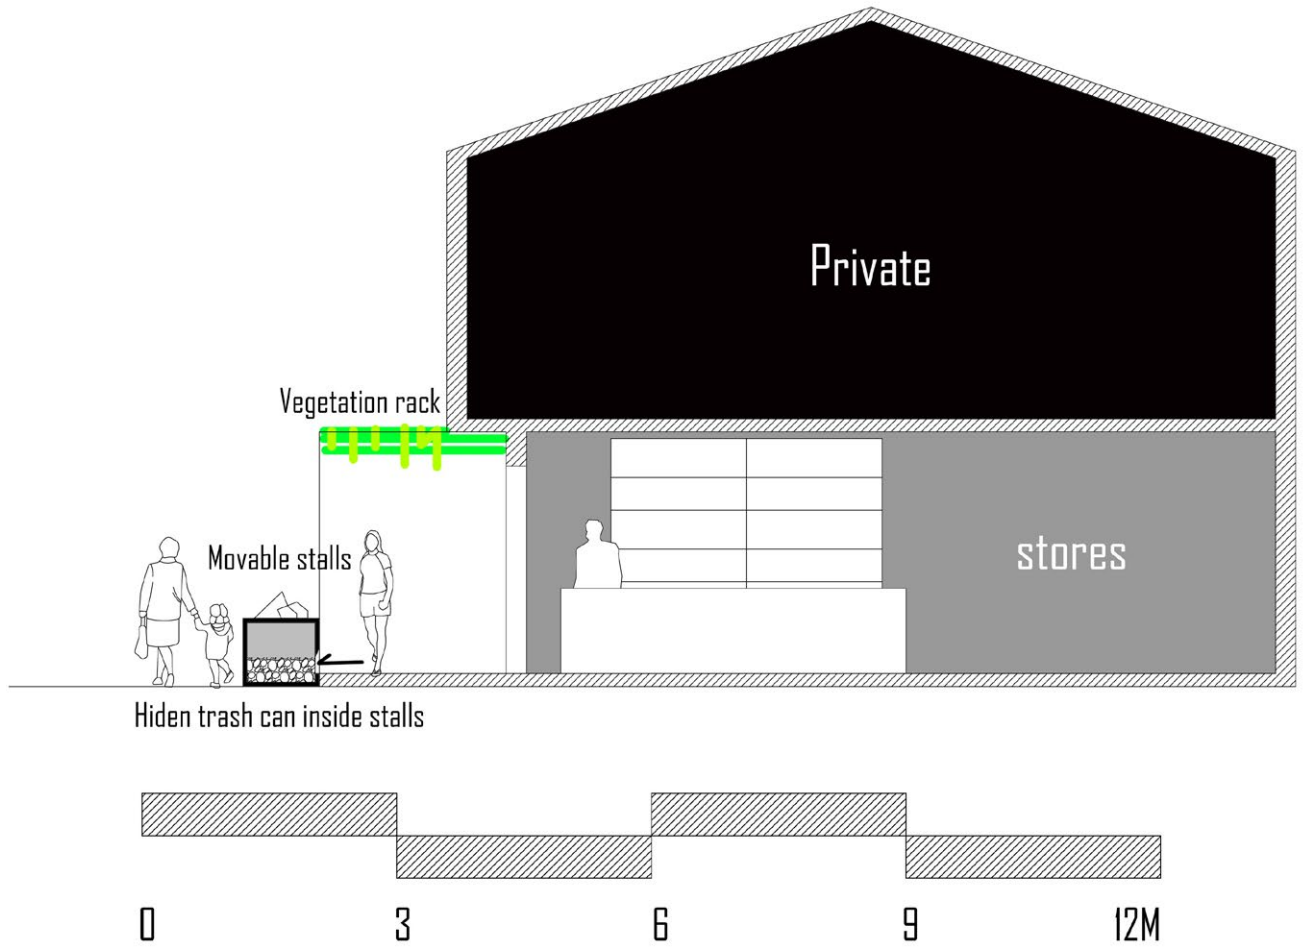 Private
Vegetation rack
Movable stalls
stores
Hiden trash can inside stalls
0 3 6 9 12M